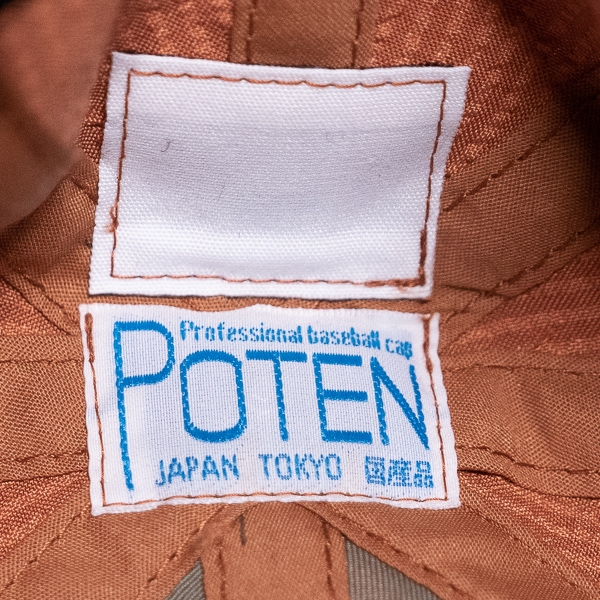 Professional baseball cap
POTEN
JAPAN TOKYO 国産品